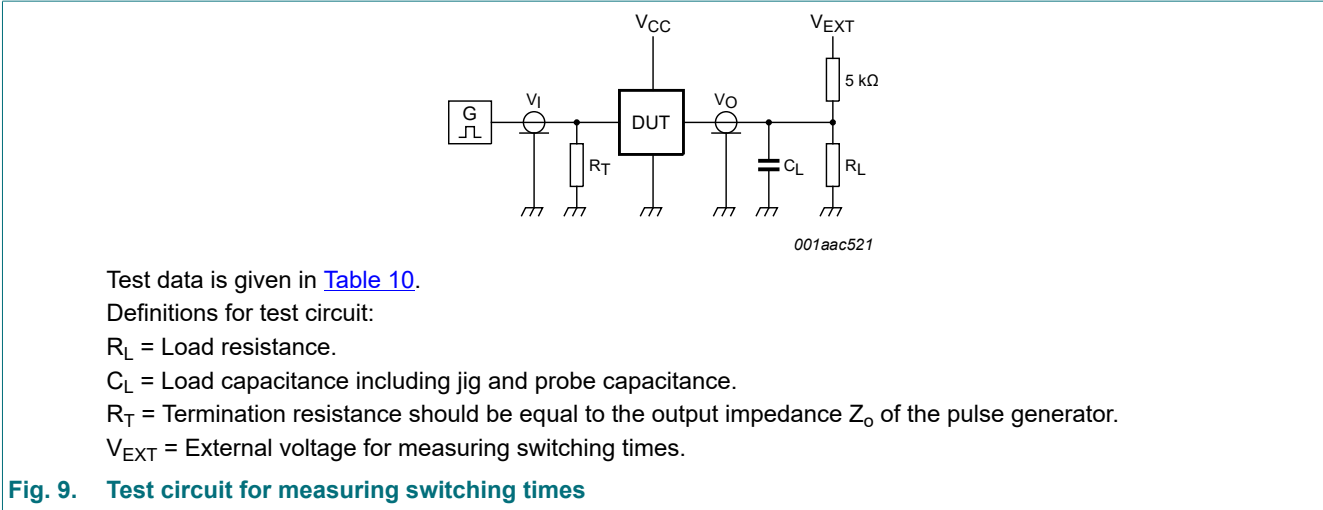 VCC
VEXT
5 kΩ
G
VI
DUT
VO
RT
CL
RL
001aac521
Test data is given in Table 10.
Definitions for test circuit:
RL = Load resistance.
CL = Load capacitance including jig and probe capacitance.
RT = Termination resistance should be equal to the output impedance Zo of the pulse generator.
VEXT = External voltage for measuring switching times.
Fig. 9. Test circuit for measuring switching times